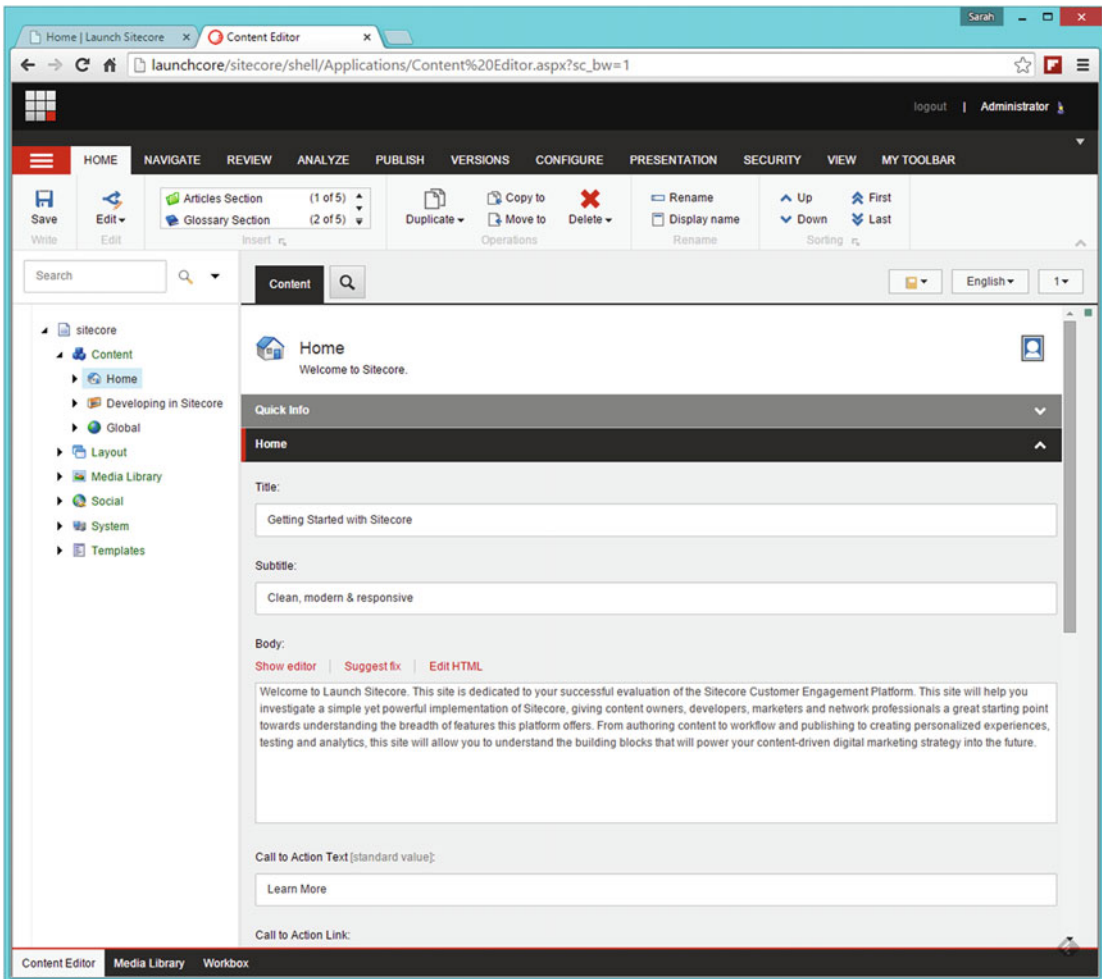 Sarah
Home | Launch Sitecore
Content Editor
launchcore/sitecore/shell/Applications/Content%20Editor.aspx?sc_bw=1
logout | Administrator
HOME NAVIGATE REVIEW ANALYZE PUBLISH VERSIONS CONFIGURE PRESENTATION SECURITY VIEW MY TOOLBAR
Articles Section (1 of 5) Copy to Rename Up First
Save Edit Glossary Section (2 of 5) Duplicate Move to Delete Display name Down Last
Write Edit Insert Operations Rename Sorting
Search
Content
English 1
sitecore
Content
Home
Developing in Sitecore
Global
Layout
Media Library
Social
System
Templates
Home
Welcome to Sitecore.
Quick Info
Home
Title:
Getting Started with Sitecore
Subtitle:
Clean, modern & responsive
Body:
Show editor | Suggest fix | Edit HTML
Welcome to Launch Sitecore. This site is dedicated to your successful evaluation of the Sitecore Customer Engagement Platform. This site will help you
investigate a simple yet powerful implementation of Sitecore, giving content owners, developers, marketers and network professionals a great starting point
towards understanding the breadth of features this platform offers. From authoring content to workflow and publishing to creating personalized experiences,
testing and analytics, this site will allow you to understand the building blocks that will power your content-driven digital marketing strategy into the future.
Call to Action Text [standard value]:
Learn More
Call to Action Link:
Content Editor Media Library Workbox